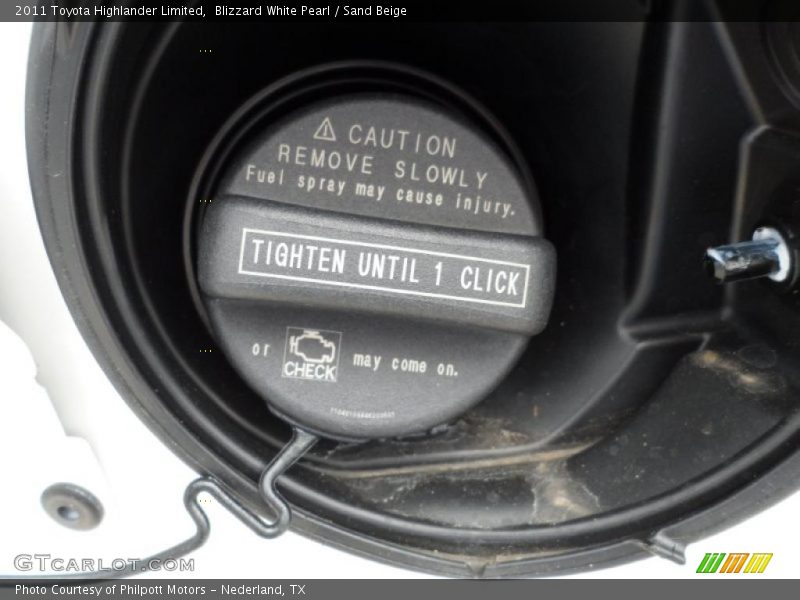 2011 Toyota Highlander Limited,  Blizzard White Pearl / Sand Beige
⚠ CAUTION
REMOVE SLOWLY
Fuel spray may cause injury.
TIGHTEN UNTIL 1 CLICK
or CHECK may come on.
GTcarlot.com
Photo Courtesy of Philpott Motors - Nederland, TX